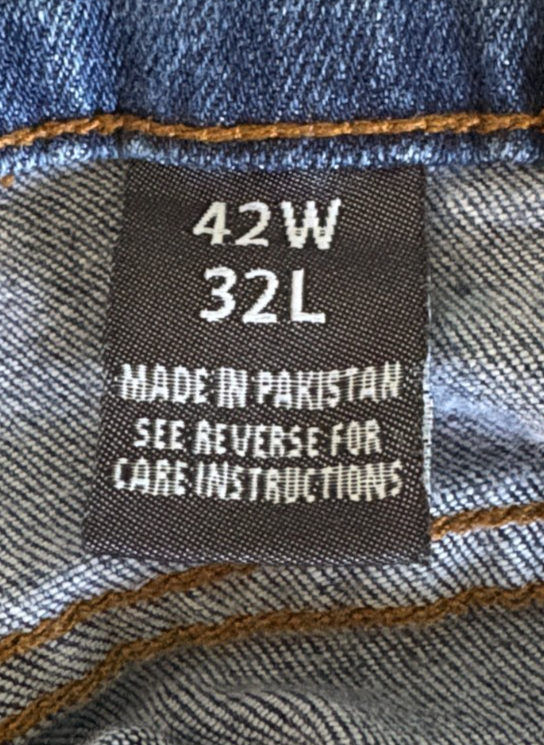 42W
32L
MADE IN PAKISTAN
SEE REVERSE FOR
CARE INSTRUCTIONS